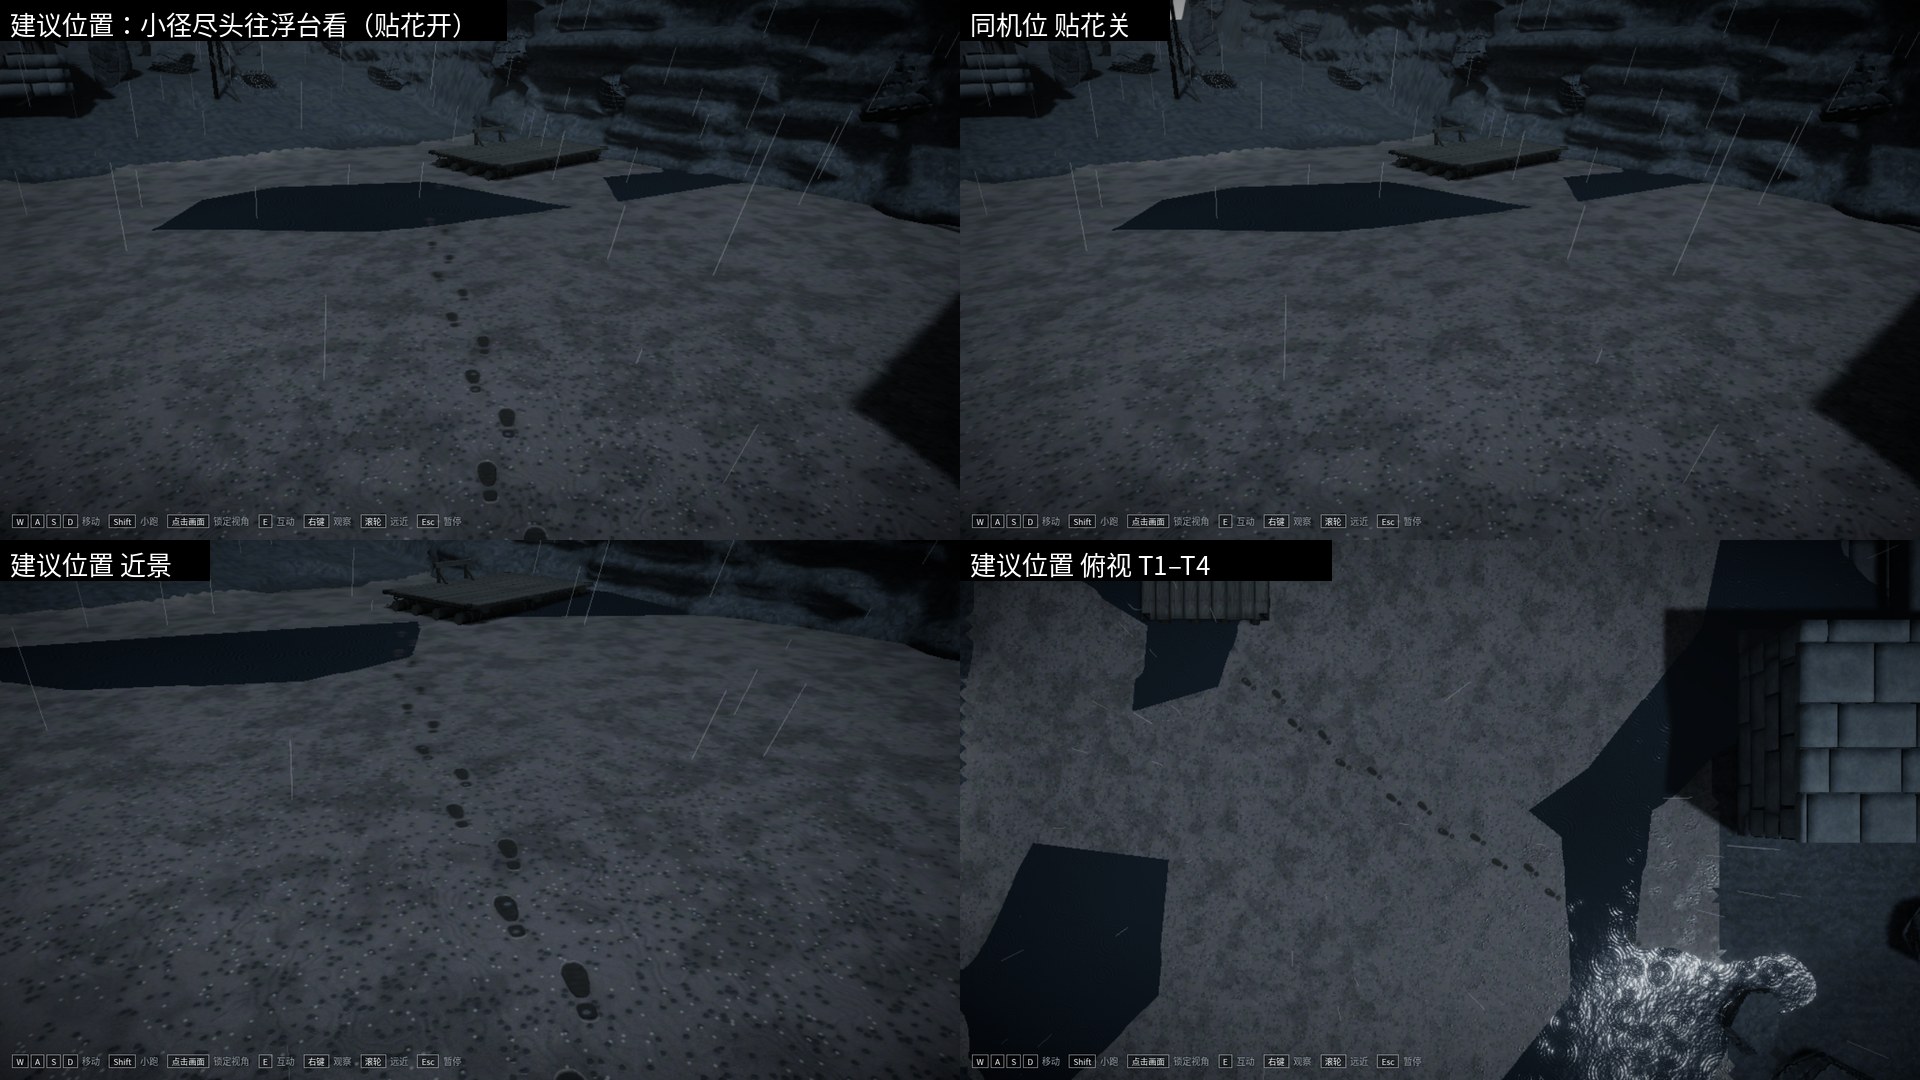 建议位置：小径尽头往浮台看（贴花开）
同机位 贴花关
W A S D 移动 Shift 小跑 点击画面 锁定视角 E 互动 右键 观察 滚轮 远近 Esc 暂停
W A S D 移动 Shift 小跑 点击画面 锁定视角 E 互动 右键 观察 滚轮 远近 Esc 暂停
建议位置 近景
建议位置 俯视 T1–T4
W A S D 移动 Shift 小跑 点击画面 锁定视角 E 互动 右键 观察 滚轮 远近 Esc 暂停
W A S D 移动 Shift 小跑 点击画面 锁定视角 E 互动 右键 观察 滚轮 远近 Esc 暂停